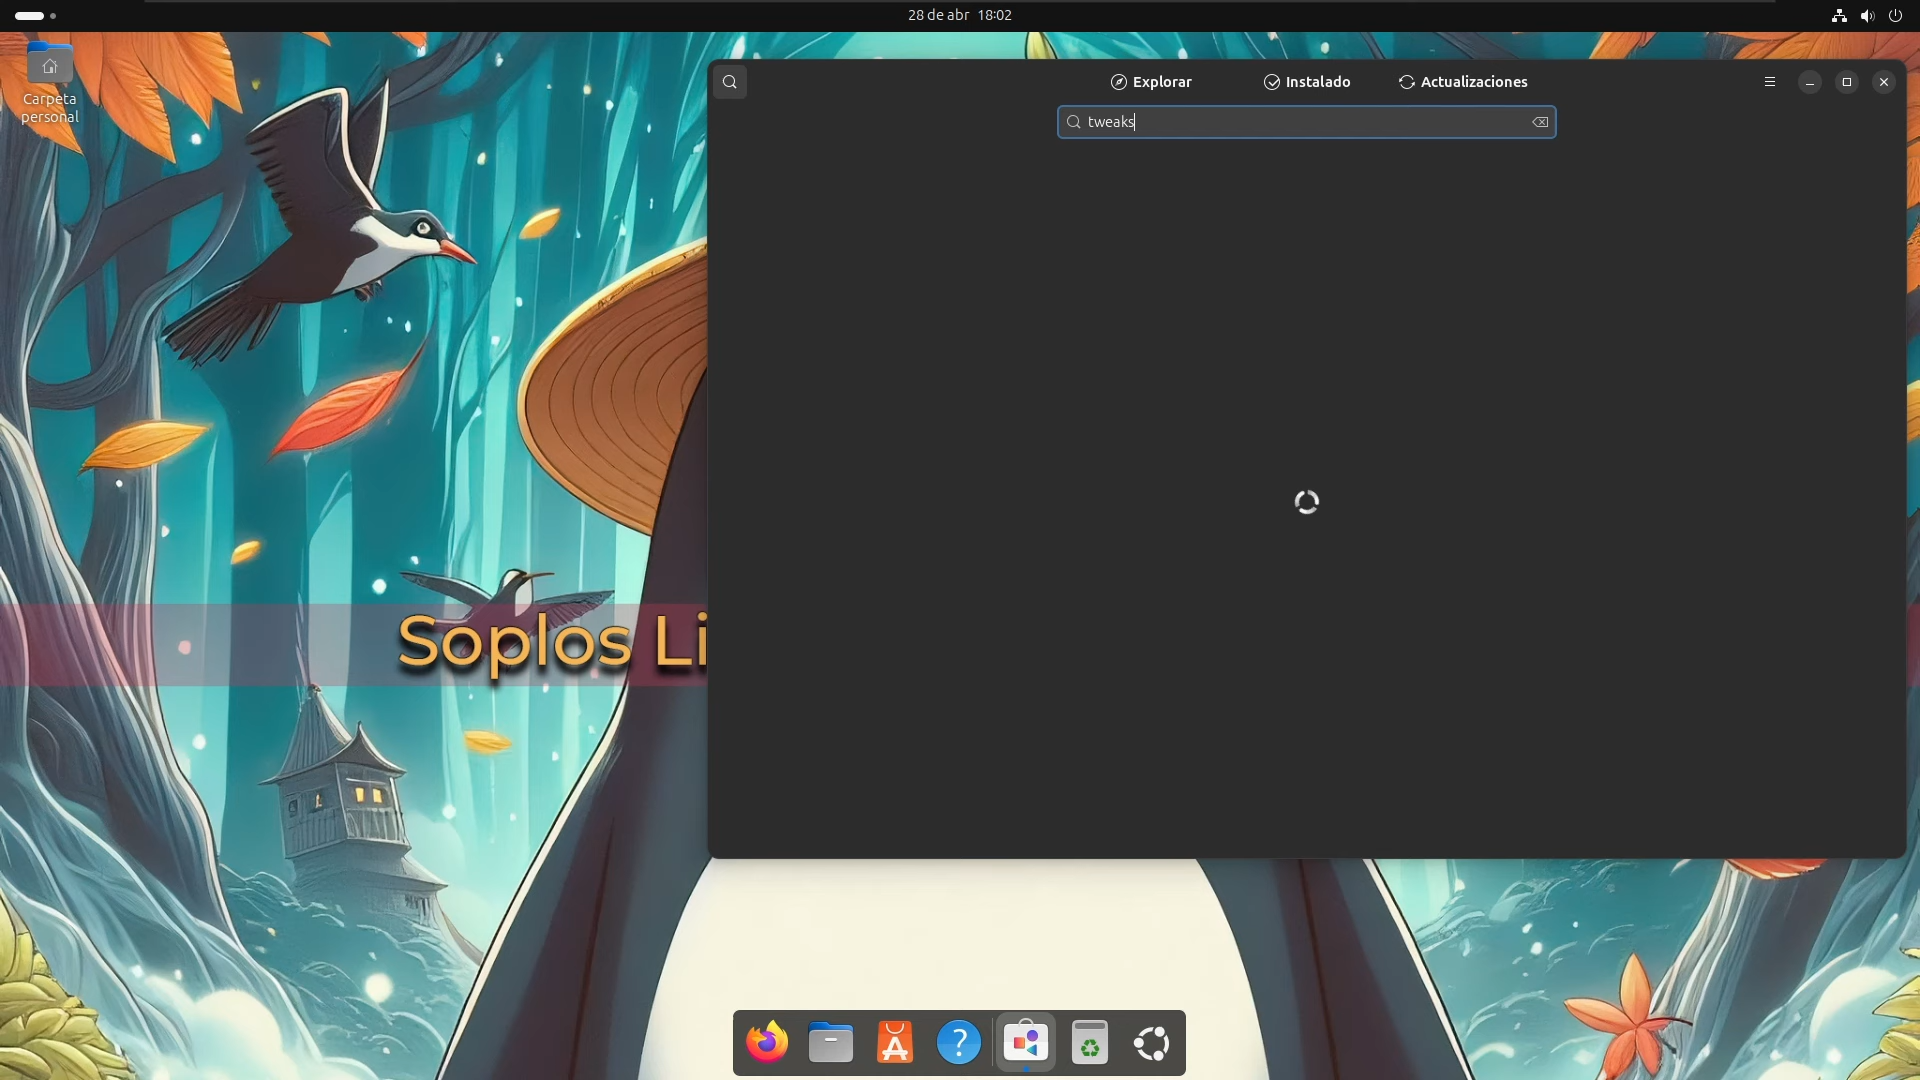 28 de abr 18:02
Carpeta
personal
Explorar
Instalado
Actualizaciones
tweaks
Soplos Li